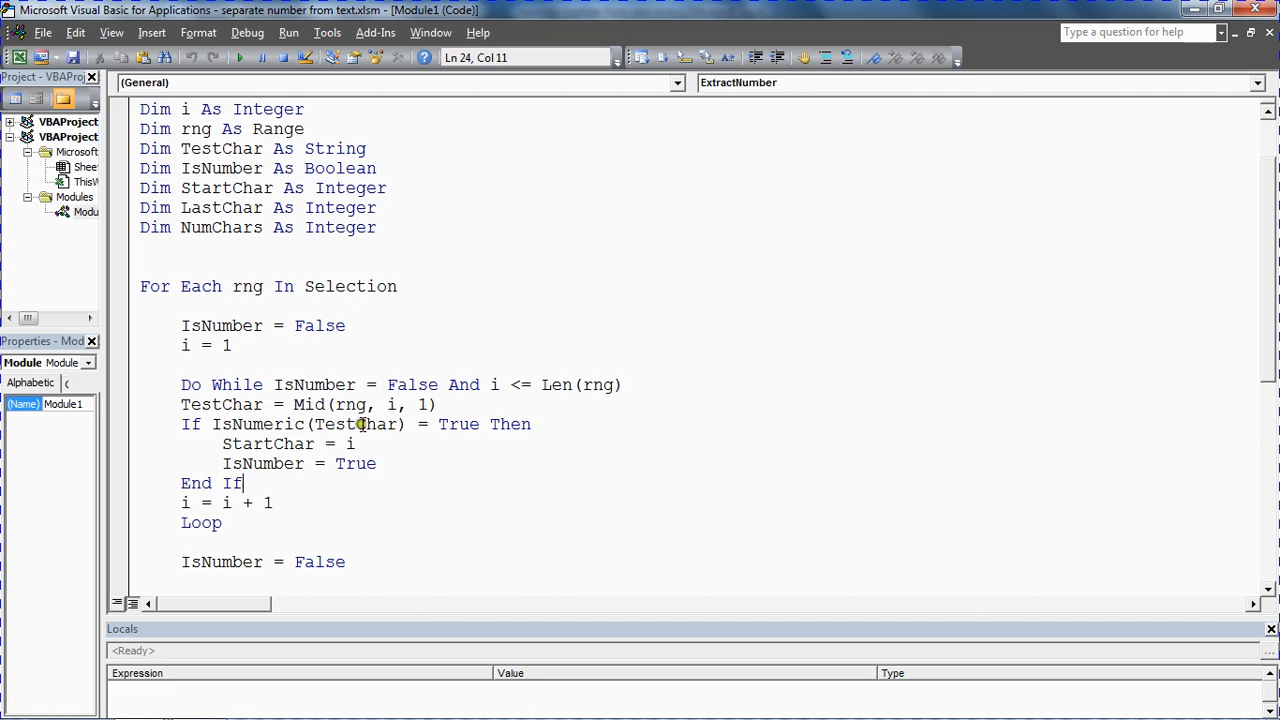 Microsoft Visual Basic for Applications - separate number from text.xlsm - [Module1 (Code)]
File Edit View Insert Format Debug Run Tools Add-Ins Window Help
Type a question for help
Ln 24, Col 11
Project - VBAProj
(General)
ExtractNumber
VBAProject
VBAProject
Microsoft
Shee
ThisW
Modules
Modu
Dim i As Integer
Dim rng As Range
Dim TestChar As String
Dim IsNumber As Boolean
Dim StartChar As Integer
Dim LastChar As Integer
Dim NumChars As Integer
For Each rng In Selection
IsNumber = False
i = 1
Do While IsNumber = False And i <= Len(rng)
TestChar = Mid(rng, i, 1)
If IsNumeric(TestChar) = True Then
StartChar = i
IsNumber = True
End If
i = i + 1
Loop
IsNumber = False
Properties - Mod
Module Module
Alphabetic
(Name) Module1
Locals
<Ready>
Expression Value Type